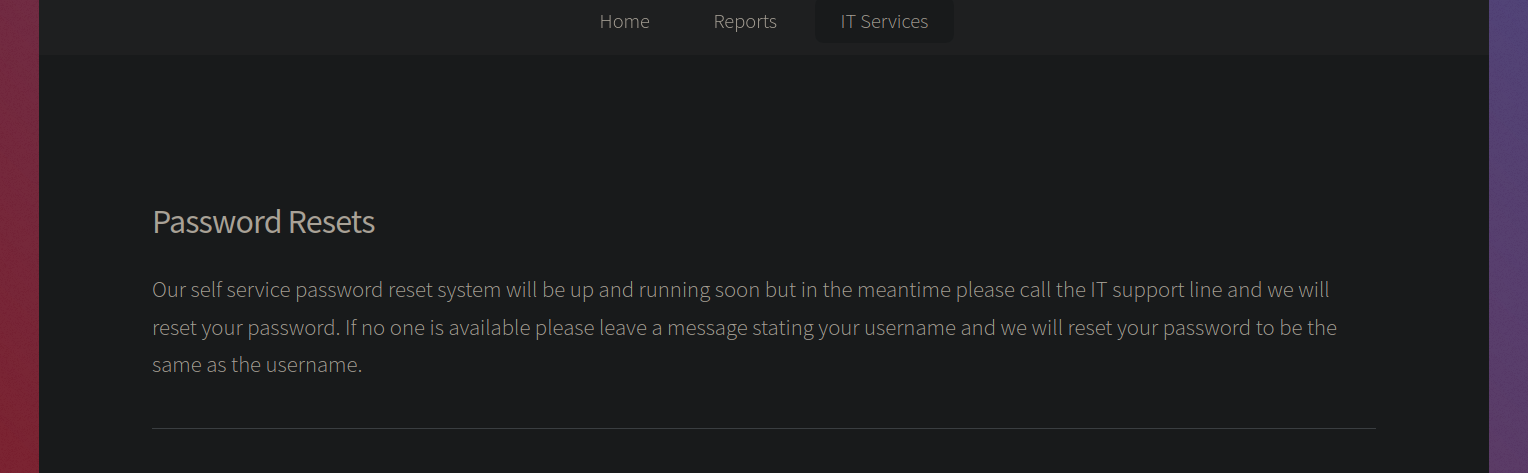 Home Reports IT Services
Password Resets
Our self service password reset system will be up and running soon but in the meantime please call the IT support line and we will
reset your password. If no one is available please leave a message stating your username and we will reset your password to be the
same as the username.